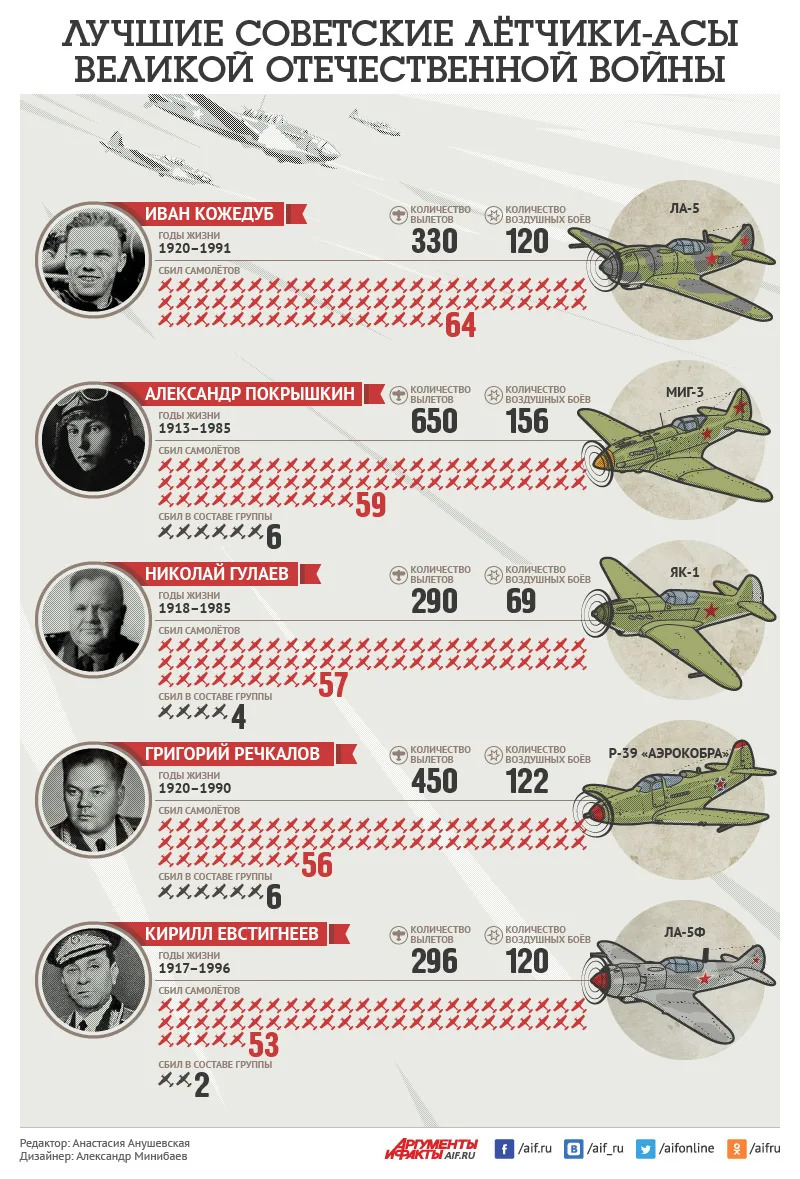 ЛУЧШИЕ СОВЕТСКИЕ ЛЁТЧИКИ-АСЫ
ВЕЛИКОЙ ОТЕЧЕСТВЕННОЙ ВОЙНЫ
ИВАН КОЖЕДУБ
ГОДЫ ЖИЗНИ
1920–1991
КОЛИЧЕСТВО
ВЫЛЕТОВ
330
КОЛИЧЕСТВО
ВОЗДУШНЫХ БОЁВ
120
ЛА-5
СБИЛ САМОЛЁТОВ
64
АЛЕКСАНДР ПОКРЫШКИН
ГОДЫ ЖИЗНИ
1913–1985
КОЛИЧЕСТВО
ВЫЛЕТОВ
650
КОЛИЧЕСТВО
ВОЗДУШНЫХ БОЁВ
156
МИГ-3
СБИЛ САМОЛЁТОВ
59
СБИЛ В СОСТАВЕ ГРУППЫ
6
НИКОЛАЙ ГУЛАЕВ
ГОДЫ ЖИЗНИ
1918–1985
КОЛИЧЕСТВО
ВЫЛЕТОВ
290
КОЛИЧЕСТВО
ВОЗДУШНЫХ БОЁВ
69
ЯК-1
СБИЛ САМОЛЁТОВ
57
СБИЛ В СОСТАВЕ ГРУППЫ
4
ГРИГОРИЙ РЕЧКАЛОВ
ГОДЫ ЖИЗНИ
1920–1990
КОЛИЧЕСТВО
ВЫЛЕТОВ
450
КОЛИЧЕСТВО
ВОЗДУШНЫХ БОЁВ
122
Р-39 «АЭРОКОБРА»
СБИЛ САМОЛЁТОВ
56
СБИЛ В СОСТАВЕ ГРУППЫ
6
КИРИЛЛ ЕВСТИГНЕЕВ
ГОДЫ ЖИЗНИ
1917–1996
КОЛИЧЕСТВО
ВЫЛЕТОВ
296
КОЛИЧЕСТВО
ВОЗДУШНЫХ БОЁВ
120
ЛА-5Ф
СБИЛ САМОЛЁТОВ
53
СБИЛ В СОСТАВЕ ГРУППЫ
2
Редактор: Анастасия Анушевская
Дизайнер: Александр Минибаев
АРГУМЕНТЫ
И ФАКТЫ AIF.RU
/aif.ru
/aif_ru
/aifonline
/aifru